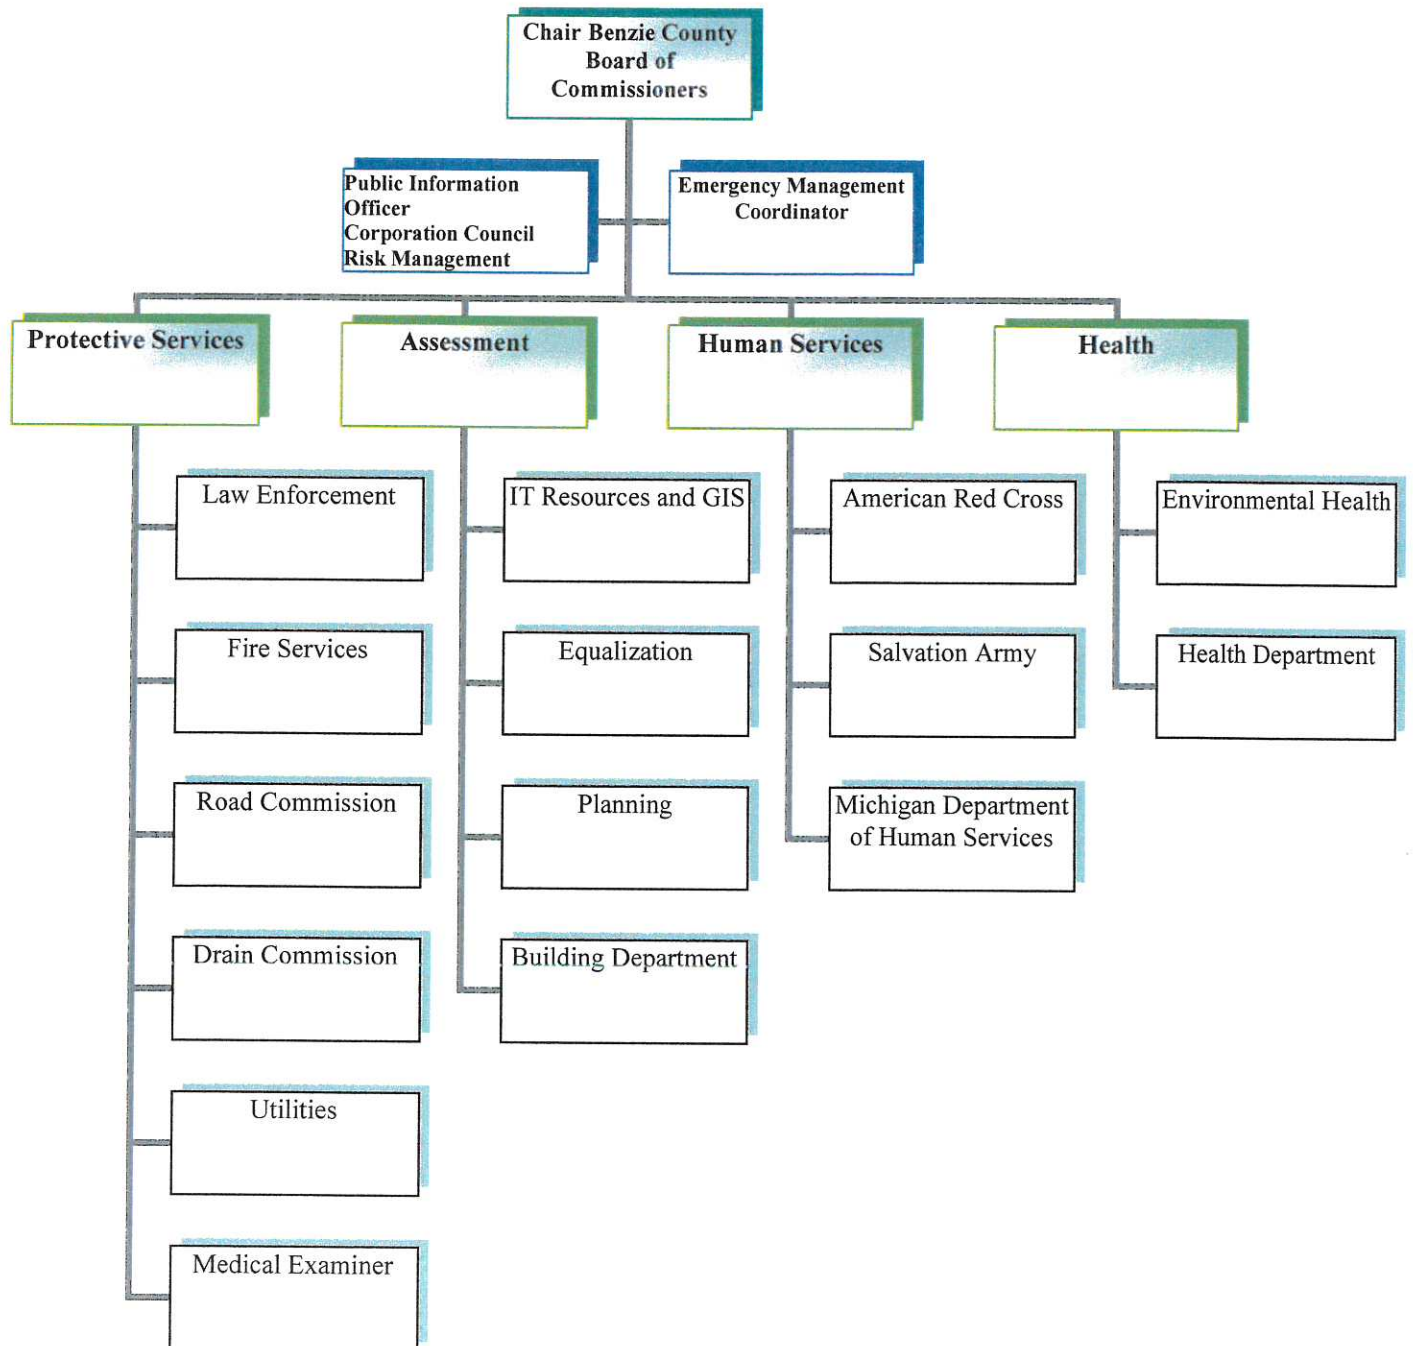 Chair Benzie County
Board of
Commissioners
Public Information
Officer
Corporation Council
Risk Management
Emergency Management
Coordinator
Protective Services
Assessment
Human Services
Health
Law Enforcement
Fire Services
Road Commission
Drain Commission
Utilities
Medical Examiner
IT Resources and GIS
Equalization
Planning
Building Department
American Red Cross
Salvation Army
Michigan Department
of Human Services
Environmental Health
Health Department